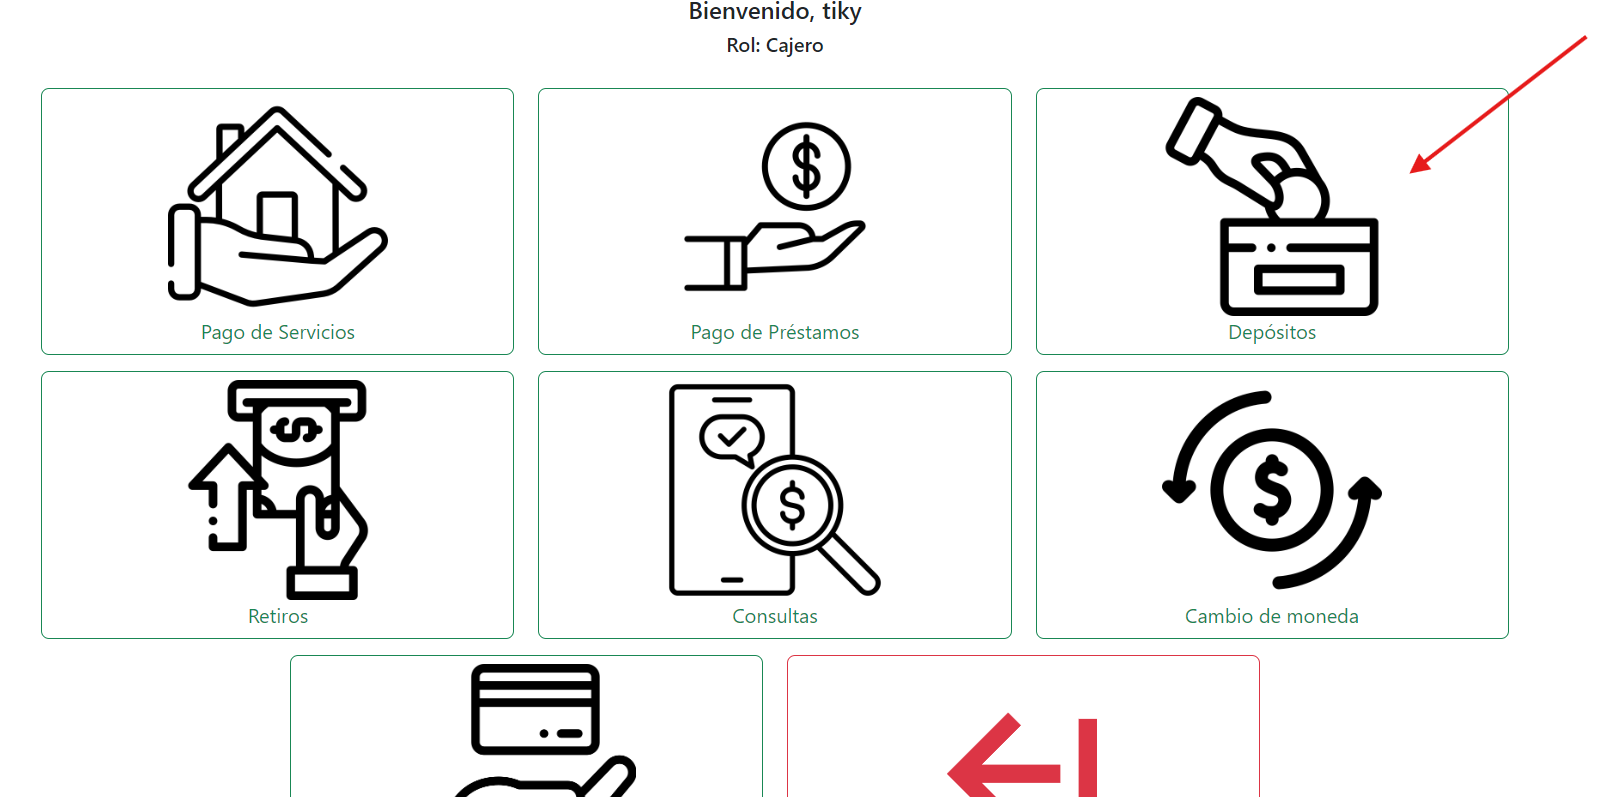 Bienvenido, tiky
Rol: Cajero
Pago de Servicios
Pago de Préstamos
Depósitos
Retiros
Consultas
Cambio de moneda